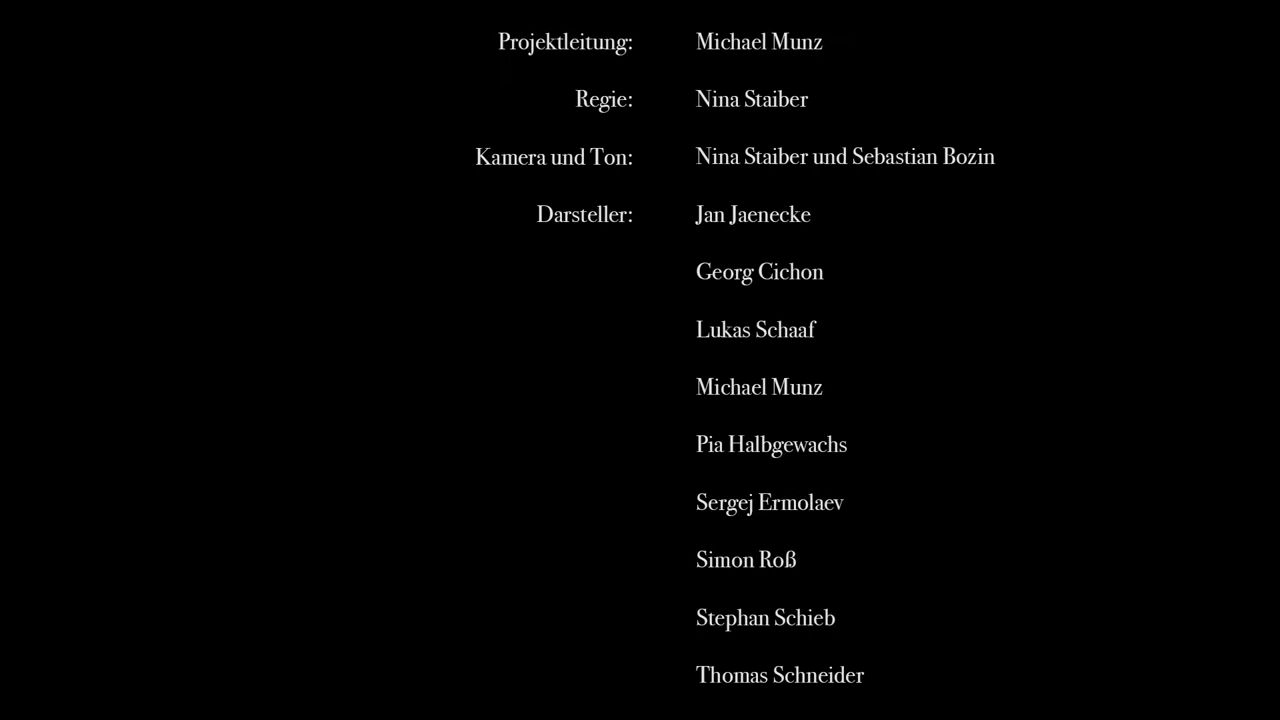 Projektleitung: Michael Munz
Regie: Nina Staiber
Kamera und Ton: Nina Staiber und Sebastian Bozin
Darsteller: Jan Jaenecke
Georg Cichon
Lukas Schaaf
Michael Munz
Pia Halbgewachs
Sergej Ermolaev
Simon Roß
Stephan Schieb
Thomas Schneider